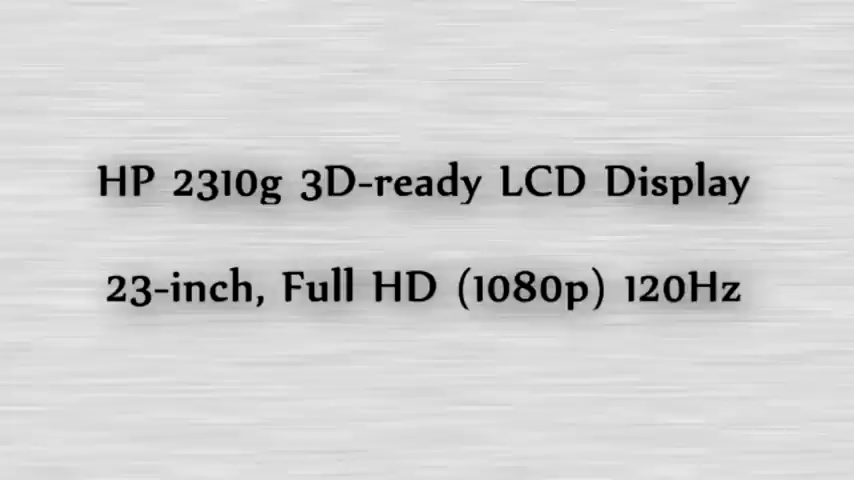 HP 2310g 3D-ready LCD Display
23-inch, Full HD (1080p) 120Hz